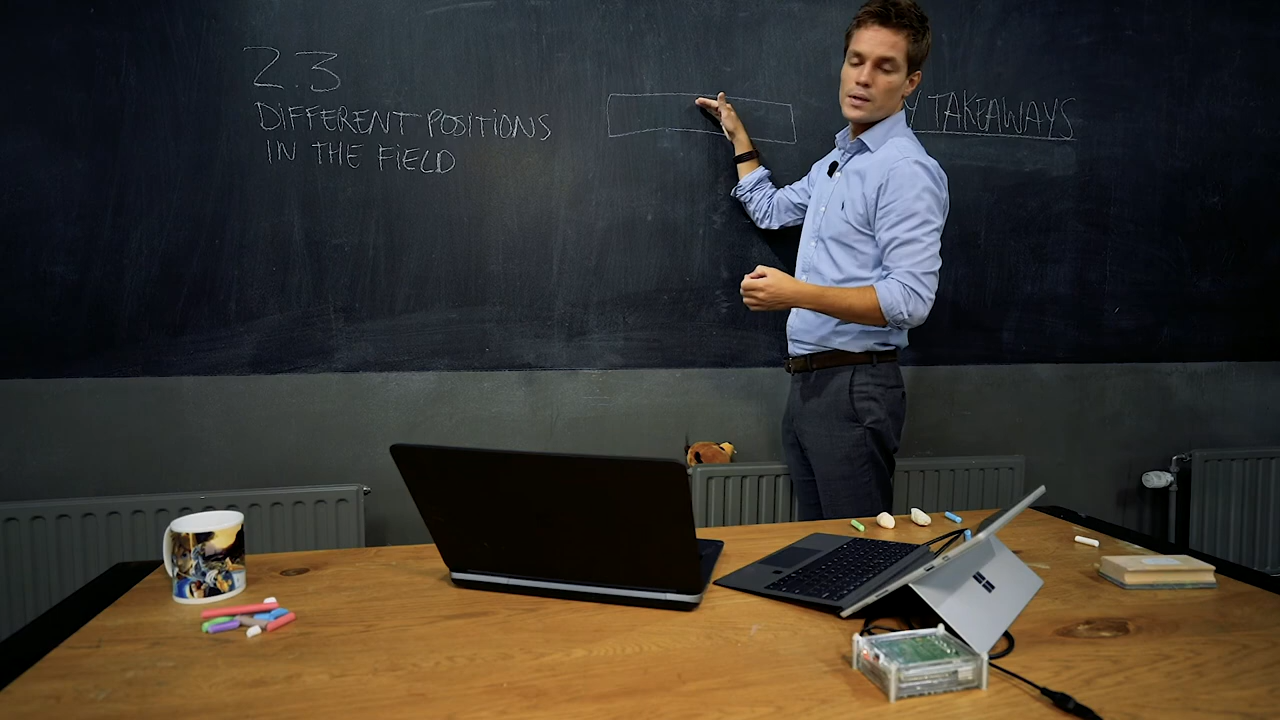 2.3
DIFFERENT POSITIONS
IN THE FIELD
Y TAKEAWAYS